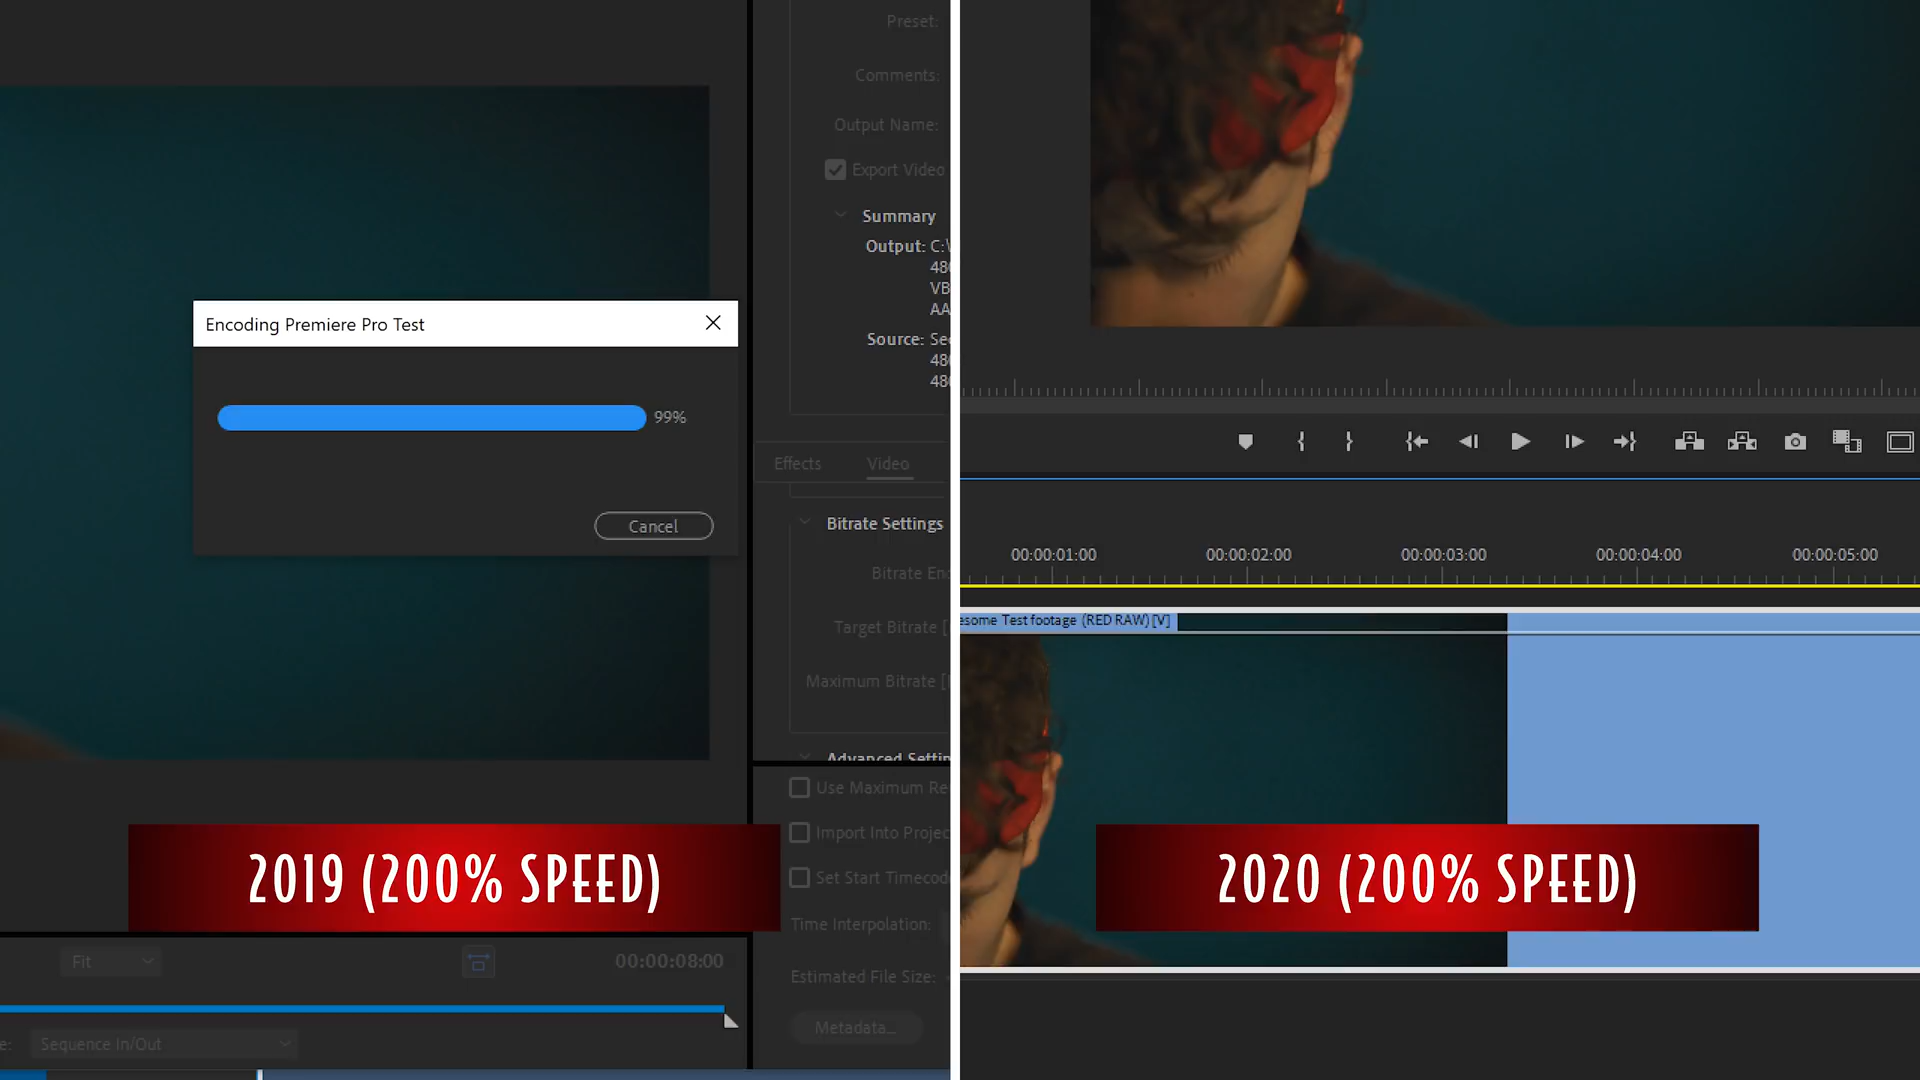 Preset:
Comments:
Output Name:
Export Video
Summary
Output: C:\
480
VB
AA
Source: Se
480
480
Encoding Premiere Pro Test
99%
Cancel
Effects Video
Bitrate Settings
Bitrate Enc
Target Bitrate [
Maximum Bitrate [
Advanced Settin
Use Maximum Re
Import Into Projec
Set Start Timecod
Time Interpolation:
Estimated File Size:
Metadata...
2019 (200% SPEED)
Fit
00:00:08:00
e:
Sequence In/Out
00:00:01:00 00:00:02:00 00:00:03:00 00:00:04:00 00:00:05:00
esome Test footage (RED RAW) [V]
2020 (200% SPEED)